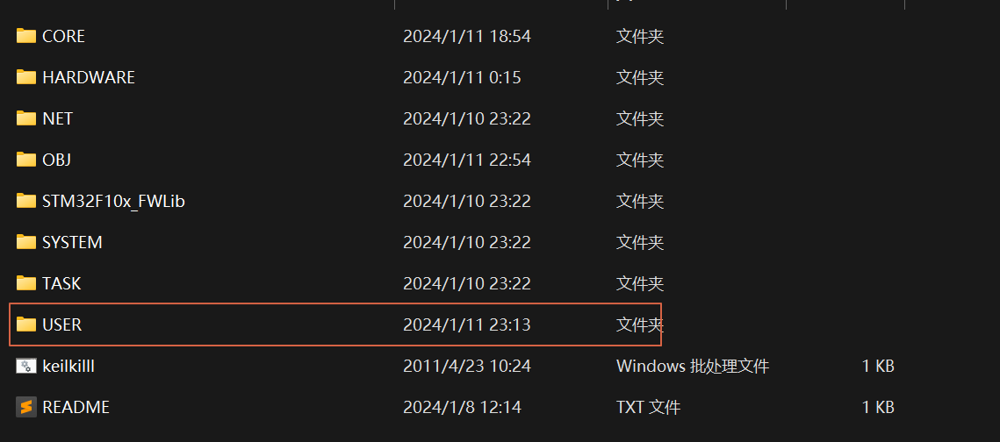 CORE 2024/1/11 18:54 文件夹
HARDWARE 2024/1/11 0:15 文件夹
NET 2024/1/10 23:22 文件夹
OBJ 2024/1/11 22:54 文件夹
STM32F10x_FWLib 2024/1/10 23:22 文件夹
SYSTEM 2024/1/10 23:22 文件夹
TASK 2024/1/10 23:22 文件夹
USER 2024/1/11 23:13 文件夹
keilkilll 2011/4/23 10:24 Windows 批处理文件 1 KB
README 2024/1/8 12:14 TXT 文件 1 KB